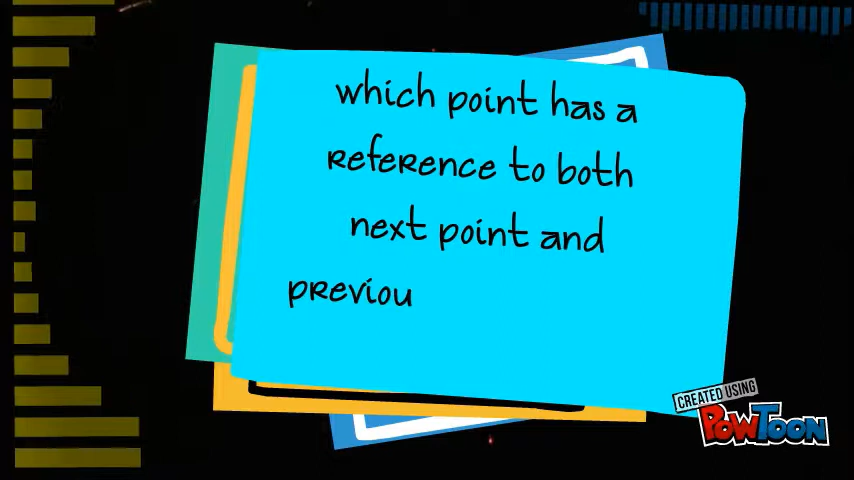 which point has a
reference to both
next point and
previou
CREATED USING
POWTOON